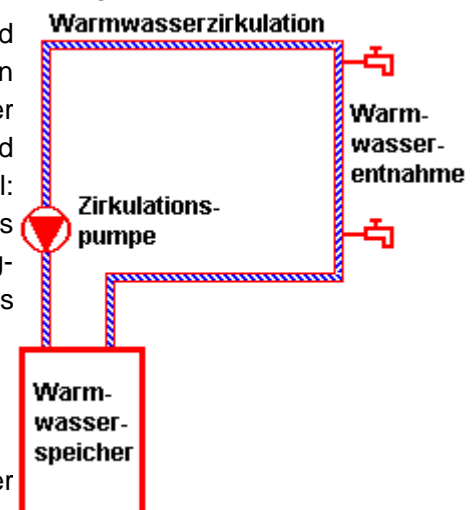 Warmwasserzirkulation
Warm-
wasser-
entnahme
Zirkulations-
pumpe
Warm-
wasser-
speicher